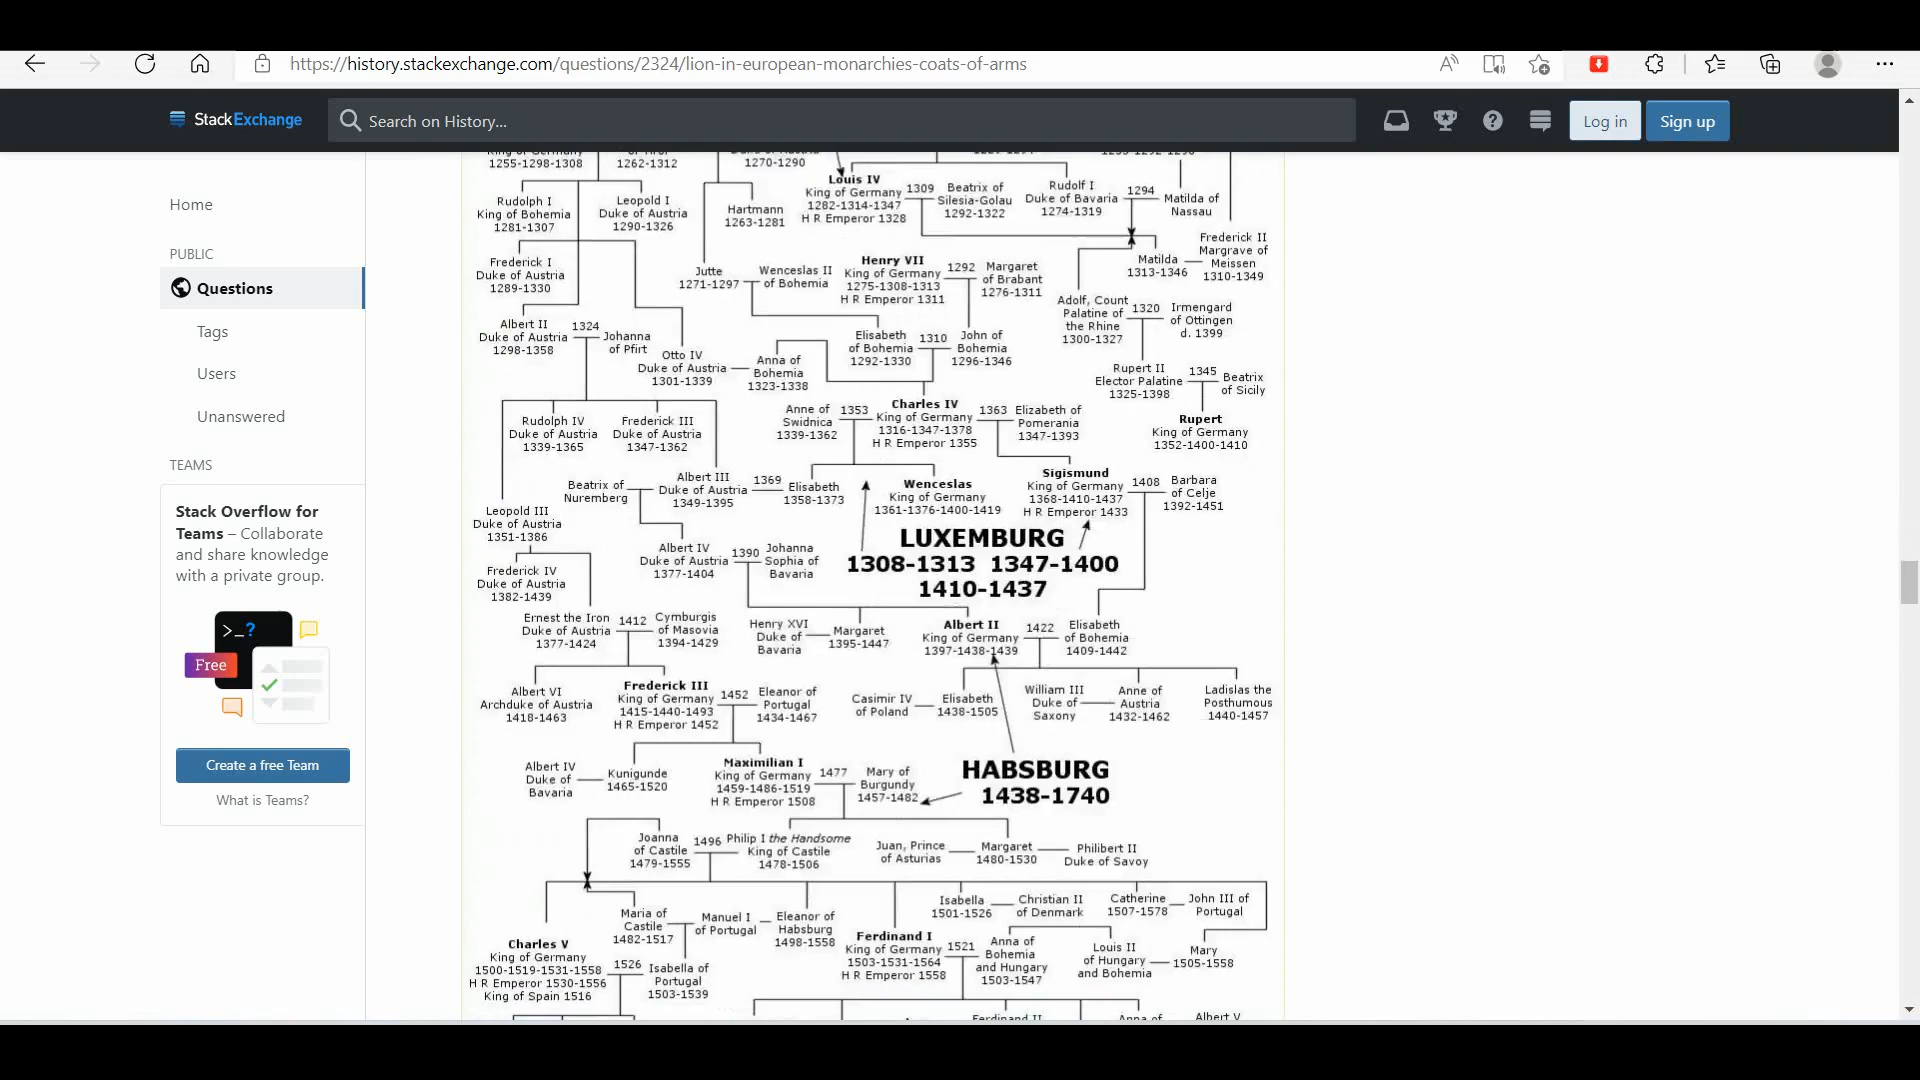 https://history.stackexchange.com/questions/2324/lion-in-european-monarchies-coats-of-arms
StackExchange
Search on History...
Log in
Sign up
Home
PUBLIC
Questions
Tags
Users
Unanswered
TEAMS
Stack Overflow for
Teams – Collaborate
and share knowledge
with a private group.
>_?
Free
Create a free Team
What is Teams?
1255-1298-1308
1262-1312
1270-1290
Rudolph I
King of Bohemia
1281-1307
Leopold I
Duke of Austria
1290-1326
Hartmann
1263-1281
Louis IV
King of Germany
1282-1314-1347
H R Emperor 1328
1309
Beatrix of
Silesia-Golau
1292-1322
Rudolf I
Duke of Bavaria
1274-1319
1294
Matilda of
Nassau
Frederick I
Duke of Austria
1289-1330
Jutte
1271-1297
Wenceslas II
of Bohemia
Henry VII
King of Germany
1275-1308-1313
H R Emperor 1311
1292
Margaret
of Brabant
1276-1311
Matilda
1313-1346
Frederick II
Margrave of
Meissen
1310-1349
Albert II
Duke of Austria
1298-1358
1324
Johanna
of Pfirt
Otto IV
Duke of Austria
1301-1339
Anna of
Bohemia
1323-1338
Elisabeth
of Bohemia
1292-1330
1310
John of
Bohemia
1296-1346
Adolf, Count
Palatine of
the Rhine
1300-1327
1320
Irmengard
of Ottingen
d. 1399
Rupert II
Elector Palatine
1325-1398
1345
Beatrix
of Sicily
Rudolph IV
Duke of Austria
1339-1365
Frederick III
Duke of Austria
1347-1362
Anne of
Swidnica
1339-1362
1353
Charles IV
King of Germany
1316-1347-1378
H R Emperor 1355
1363
Elizabeth of
Pomerania
1347-1393
Rupert
King of Germany
1352-1400-1410
Beatrix of
Nuremberg
Albert III
Duke of Austria
1349-1395
1369
Elisabeth
1358-1373
Wenceslas
King of Germany
1361-1376-1400-1419
Sigismund
King of Germany
1368-1410-1437
H R Emperor 1433
1408
Barbara
of Celje
1392-1451
Leopold III
Duke of Austria
1351-1386
LUXEMBURG
1308-1313 1347-1400
1410-1437
Albert IV
Duke of Austria
1377-1404
1390
Johanna
Sophia of
Bavaria
Frederick IV
Duke of Austria
1382-1439
Ernest the Iron
Duke of Austria
1377-1424
1412
Cymburgis
of Masovia
1394-1429
Henry XVI
Duke of
Bavaria
Margaret
1395-1447
Albert II
King of Germany
1397-1438-1439
1422
Elisabeth
of Bohemia
1409-1442
Albert VI
Archduke of Austria
1418-1463
Frederick III
King of Germany
1415-1440-1493
H R Emperor 1452
1452
Eleanor of
Portugal
1434-1467
Casimir IV
of Poland
Elisabeth
1438-1505
William III
Duke of
Saxony
Anne of
Austria
1432-1462
Ladislas the
Posthumous
1440-1457
Albert IV
Duke of
Bavaria
Kunigunde
1465-1520
Maximilian I
King of Germany
1459-1486-1519
H R Emperor 1508
1477
Mary of
Burgundy
1457-1482
HABSBURG
1438-1740
Joanna
of Castile
1479-1555
1496
Philip I the Handsome
King of Castile
1478-1506
Juan, Prince
of Asturias
Margaret
1480-1530
Philibert II
Duke of Savoy
Maria of
Castile
1482-1517
Manuel I
of Portugal
Eleanor of
Habsburg
1498-1558
Isabella
1501-1526
Christian II
of Denmark
Catherine
1507-1578
John III of
Portugal
Charles V
King of Germany
1500-1519-1531-1558
H R Emperor 1530-1556
King of Spain 1516
1526
Isabella of
Portugal
1503-1539
Ferdinand I
King of Germany
1503-1531-1564
H R Emperor 1558
1521
Anna of
Bohemia
and Hungary
1503-1547
Louis II
of Hungary
and Bohemia
Mary
1505-1558
Ferdinand II
Anna of
Albert V